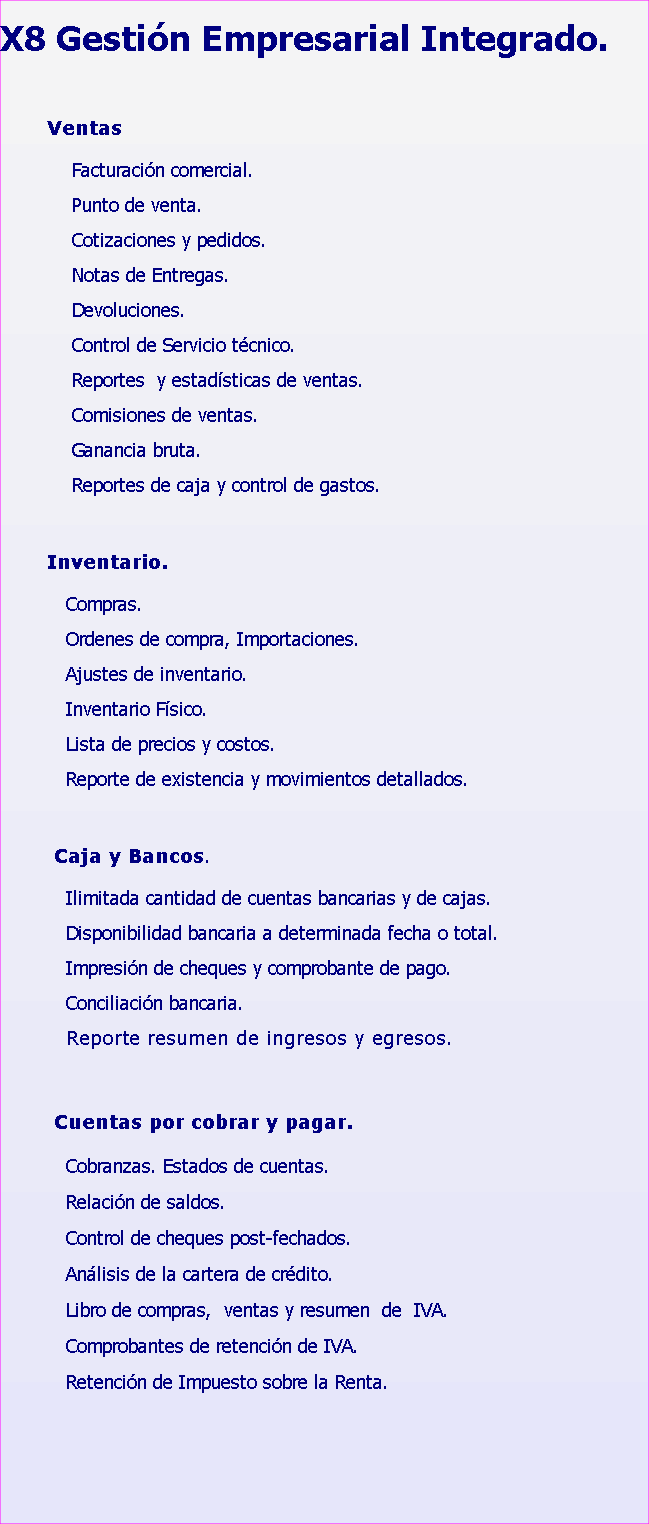 X8 Gestión Empresarial Integrado.
Ventas
Facturación comercial.
Punto de venta.
Cotizaciones y pedidos.
Notas de Entregas.
Devoluciones.
Control de Servicio técnico.
Reportes  y estadísticas de ventas.
Comisiones de ventas.
Ganancia bruta.
Reportes de caja y control de gastos.
Inventario.
Compras.
Ordenes de compra, Importaciones.
Ajustes de inventario.
Inventario Físico.
Lista de precios y costos.
Reporte de existencia y movimientos detallados.
Caja y Bancos.
Ilimitada cantidad de cuentas bancarias y de cajas.
Disponibilidad bancaria a determinada fecha o total.
Impresión de cheques y comprobante de pago.
Conciliación bancaria.
Reporte resumen de ingresos y egresos.
Cuentas por cobrar y pagar.
Cobranzas. Estados de cuentas.
Relación de saldos.
Control de cheques post-fechados.
Análisis de la cartera de crédito.
Libro de compras,  ventas y resumen  de  IVA.
Comprobantes de retención de IVA.
Retención de Impuesto sobre la Renta.